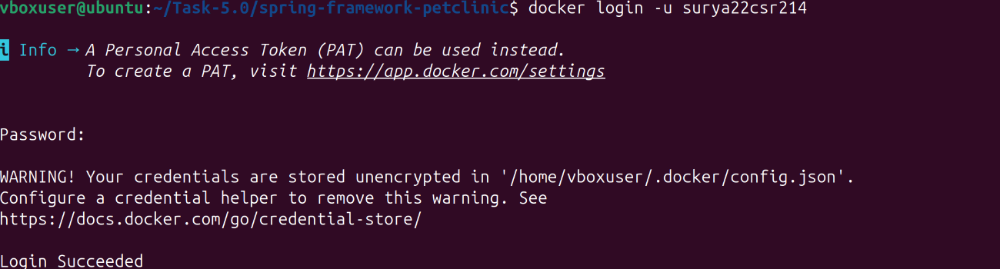 vboxuser@ubuntu:~/Task-5.0/spring-framework-petclinic$ docker login -u surya22csr214
i Info → A Personal Access Token (PAT) can be used instead.
To create a PAT, visit https://app.docker.com/settings
Password:
WARNING! Your credentials are stored unencrypted in '/home/vboxuser/.docker/config.json'.
Configure a credential helper to remove this warning. See
https://docs.docker.com/go/credential-store/
Login Succeeded